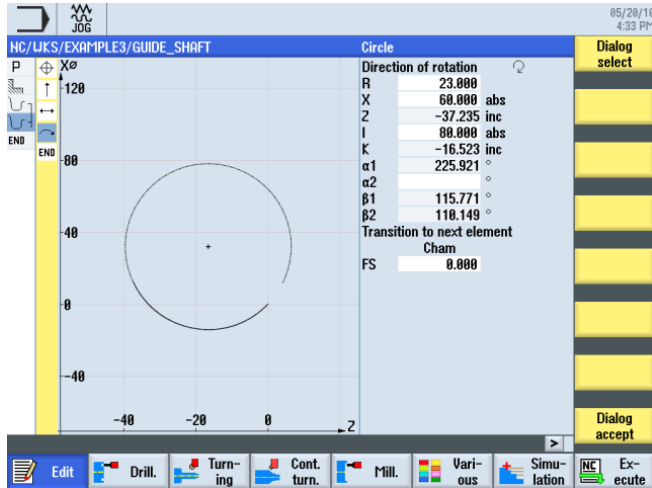 JOG
05/20/16
4:33 PM
NC/WKS/EXAMPLE3/GUIDE_SHAFT
Circle
Dialog
select
P
END
END
XØ
120
80
40
0
-40
-40
-20
0
Z
Direction of rotation
R 23.000
X 60.000 abs
Z -37.235 inc
I 80.000 abs
K -16.523 inc
α1 225.921 °
α2 °
β1 115.771 °
β2 110.149 °
Transition to next element
Cham
FS 0.000
Dialog
accept
>
Edit
Drill.
Turn-
ing
Cont.
turn.
Mill.
Vari-
ous
Simu-
lation
NC
Ex-
ecute